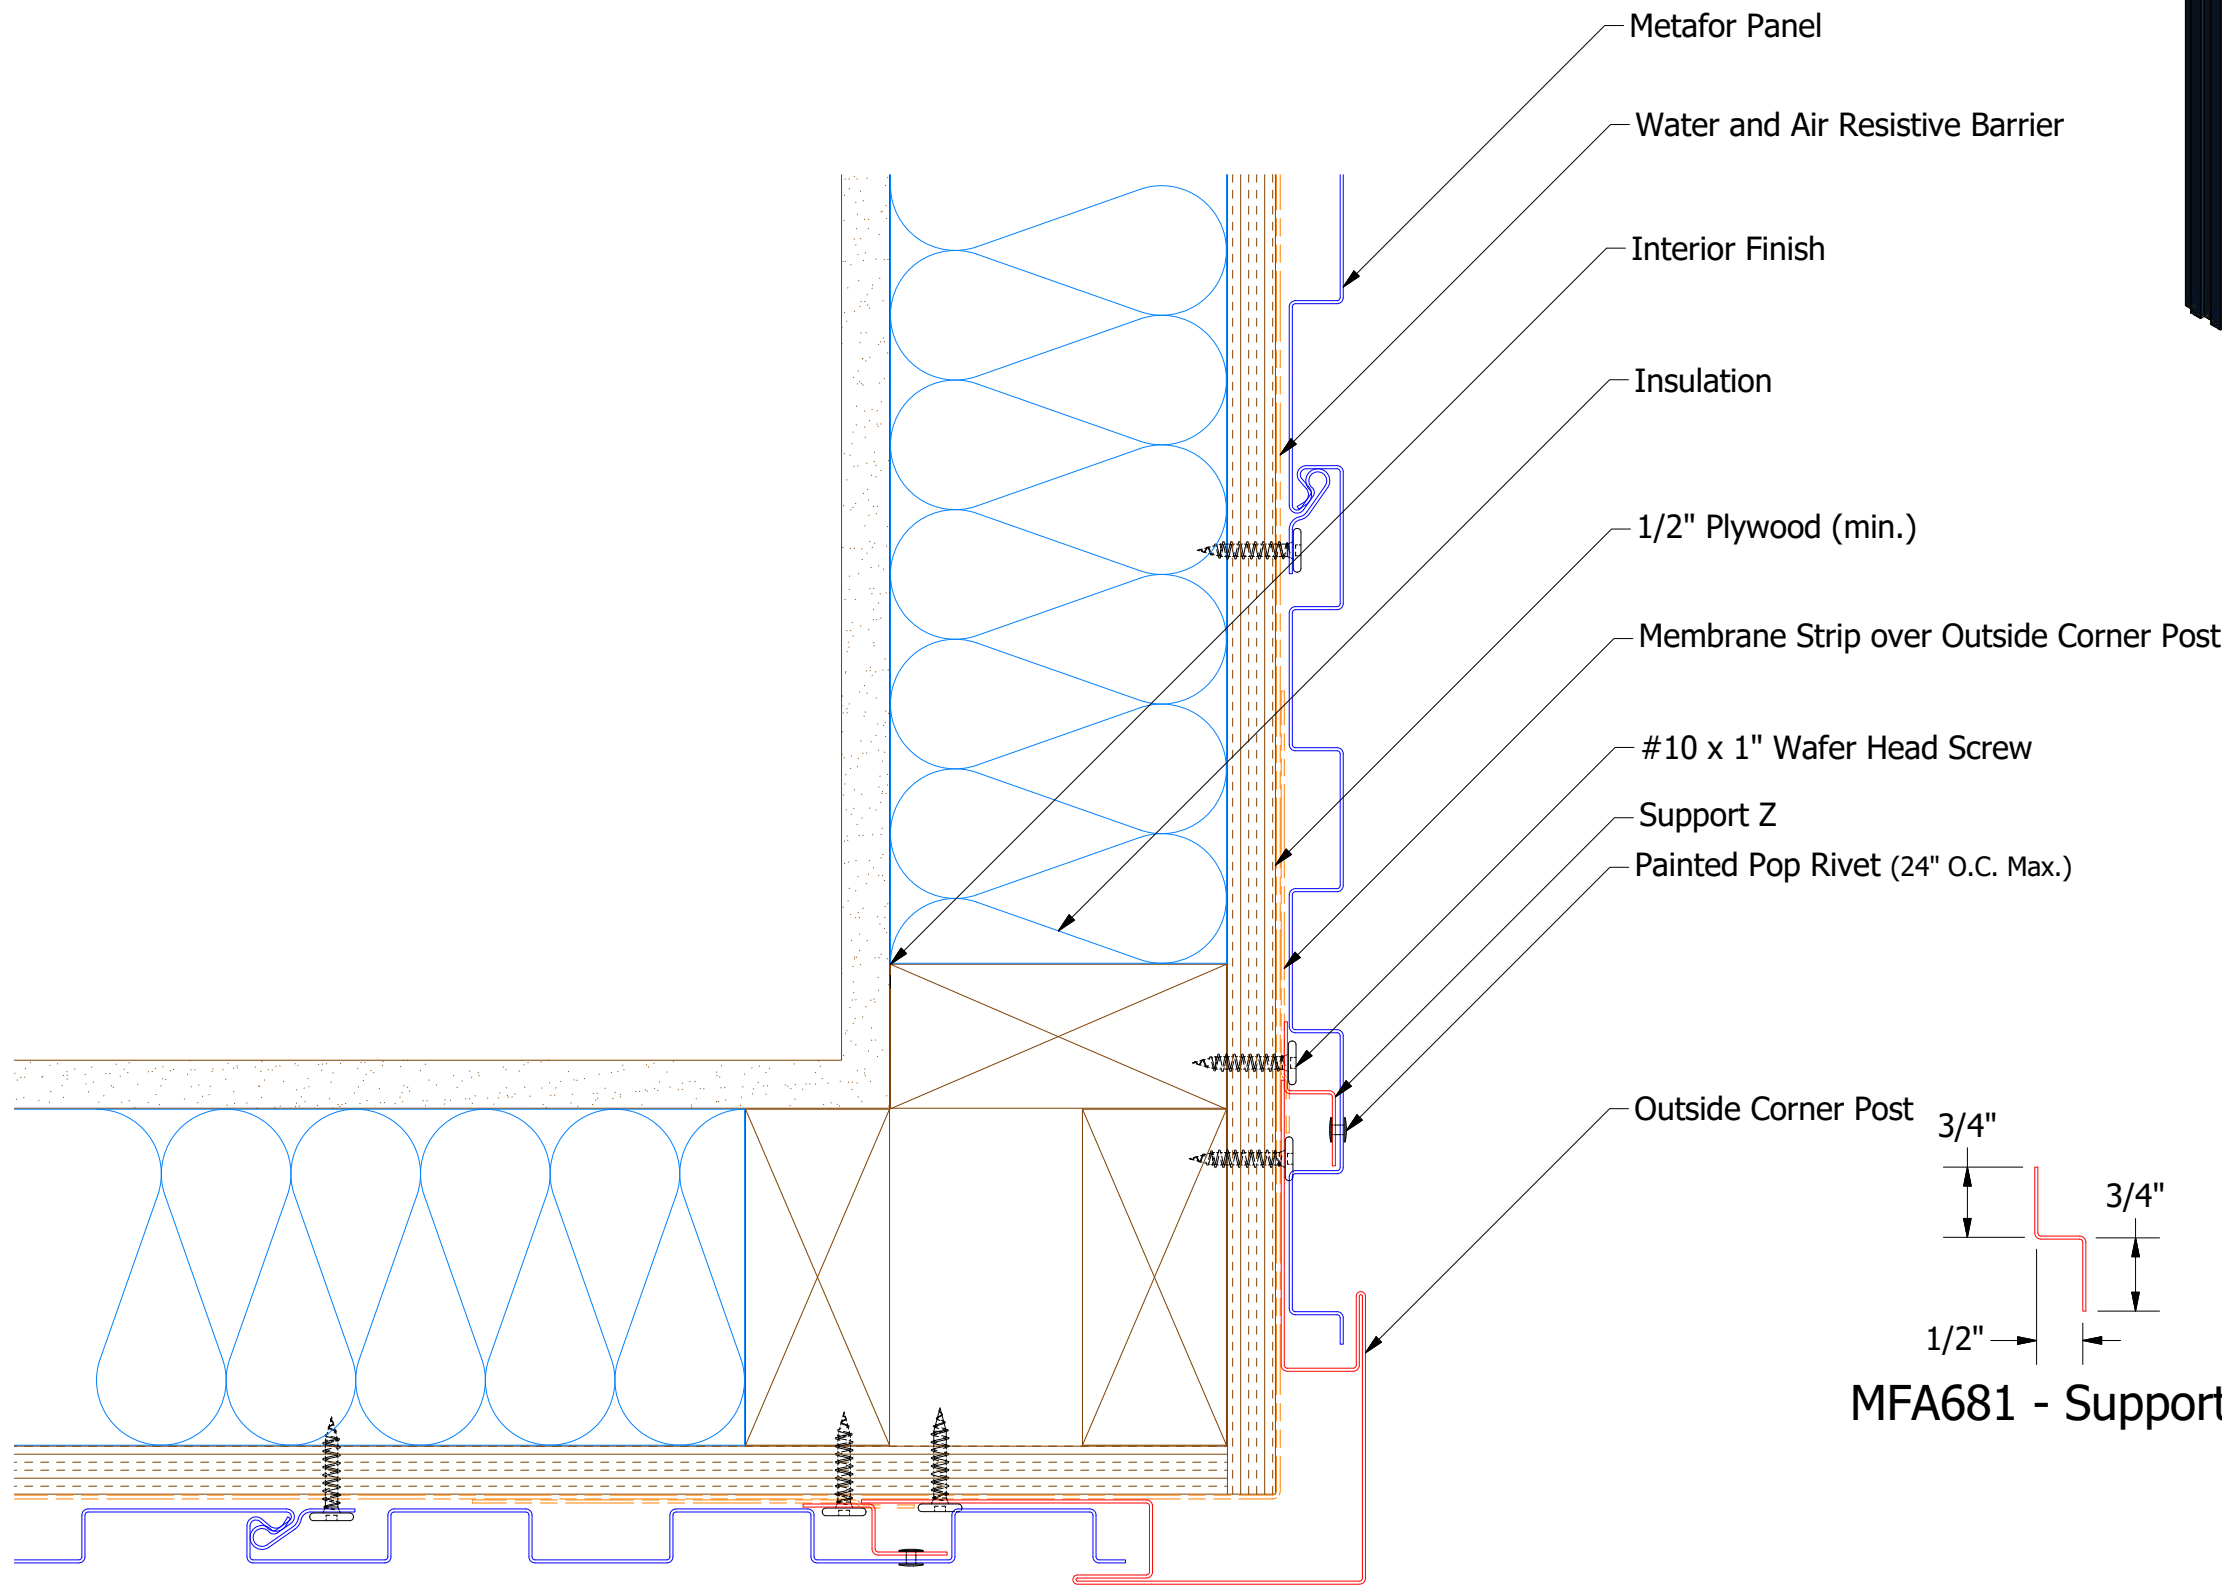 Metafor Panel
Water and Air Resistive Barrier
Interior Finish
Insulation
1/2" Plywood (min.)
Membrane Strip over Outside Corner Post
#10 x 1" Wafer Head Screw
Support Z
Painted Pop Rivet (24" O.C. Max.)
Outside Corner Post
3/4"
3/4"
1/2"
MFA681 - Support